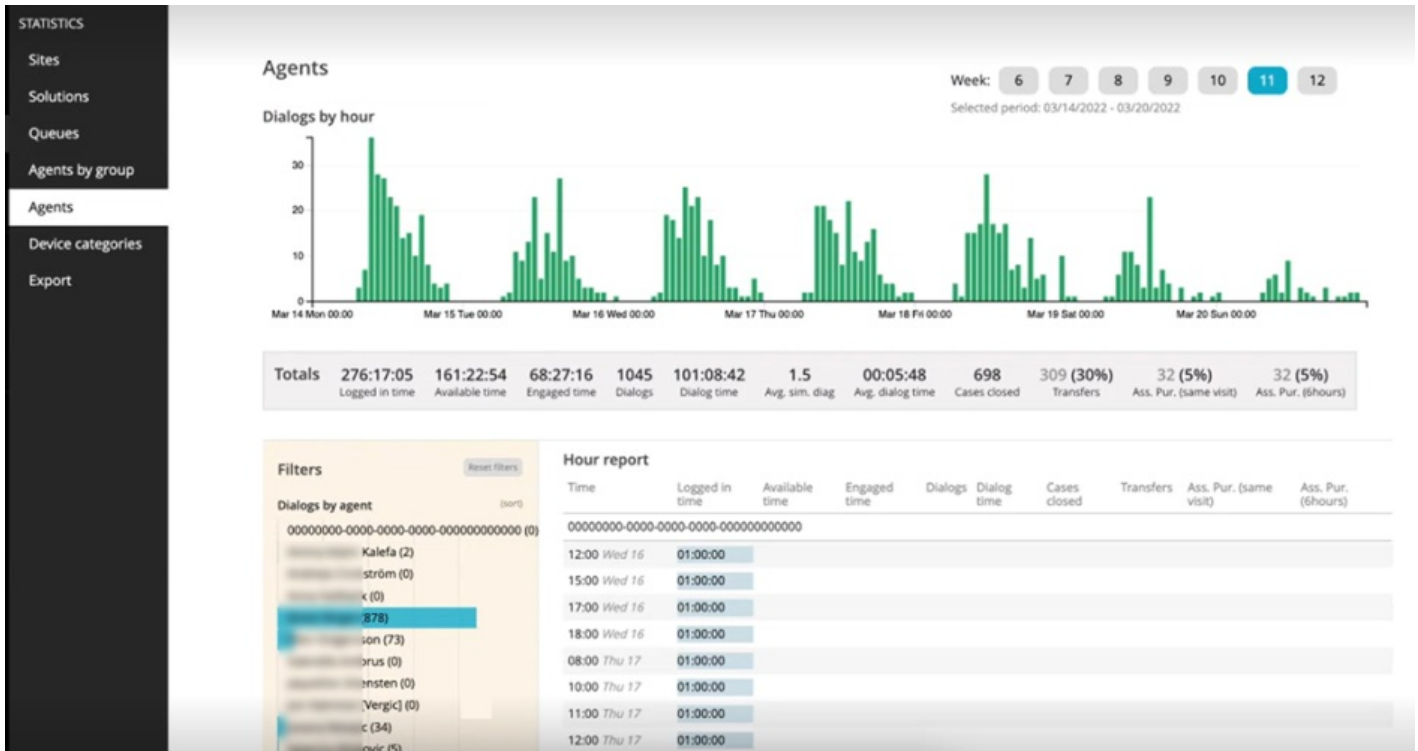 STATISTICS
Sites
Solutions
Queues
Agents by group
Agents
Device categories
Export
Agents
Week: 6 7 8 9 10 11 12
Selected period: 03/14/2022 - 03/20/2022
Dialogs by hour
30
20
10
0
Mar 14 Mon 00:00 Mar 15 Tue 00:00 Mar 16 Wed 00:00 Mar 17 Thu 00:00 Mar 18 Fri 00:00 Mar 19 Sat 00:00 Mar 20 Sun 00:00
Totals 276:17:05 161:22:54 68:27:16 1045 101:08:42 1.5 00:05:48 698 309 (30%) 32 (5%) 32 (5%)
Logged in time Available time Engaged time Dialogs Dialog time Avg. sim. diag Avg. dialog time Cases closed Transfers Ass. Pur. (same visit) Ass. Pur. (6hours)
Filters Reset filters
Dialogs by agent (sort)
00000000-0000-0000-0000-000000000000 (0)
Kalefa (2)
ström (0)
k (0)
(878)
son (73)
orus (0)
ensten (0)
[Vergic] (0)
c (34)
ovic (5)
Hour report
Time Logged in time Available time Engaged time Dialogs Dialog time Cases closed Transfers Ass. Pur. (same visit) Ass. Pur. (6hours)
00000000-0000-0000-0000-000000000000
12:00 Wed 16 01:00:00
15:00 Wed 16 01:00:00
17:00 Wed 16 01:00:00
18:00 Wed 16 01:00:00
08:00 Thu 17 01:00:00
10:00 Thu 17 01:00:00
11:00 Thu 17 01:00:00
12:00 Thu 17 01:00:00